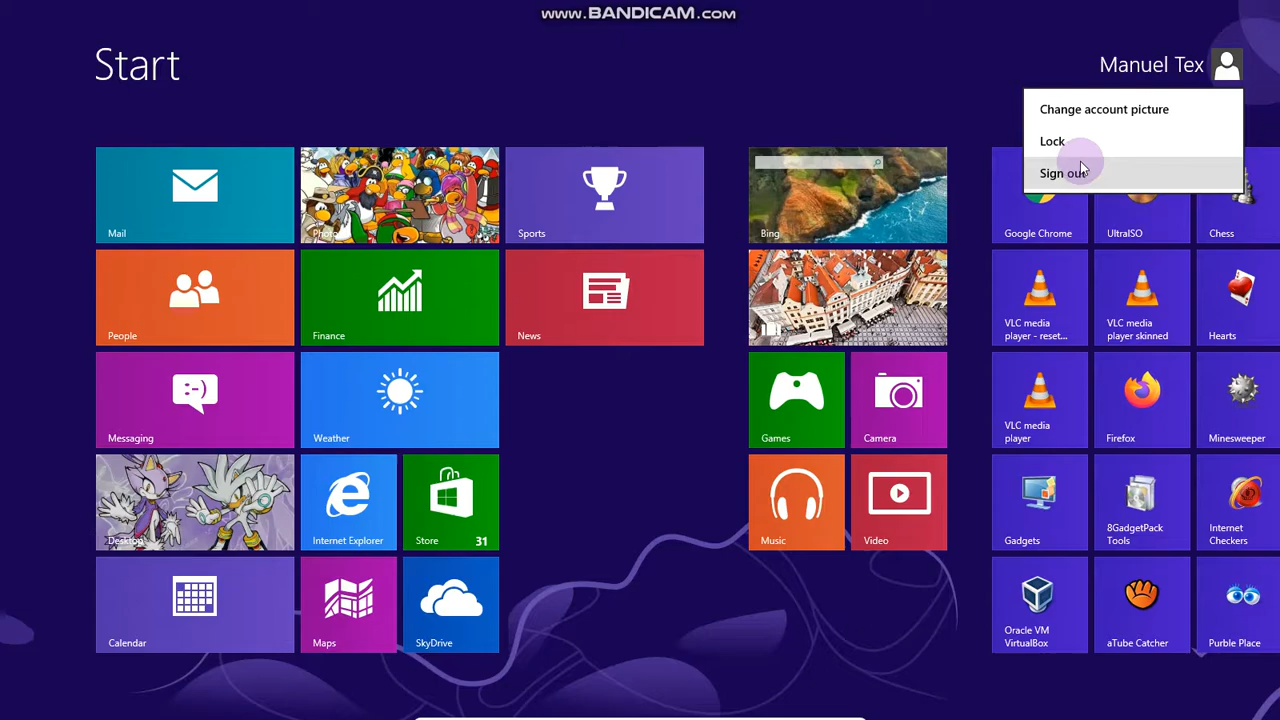 www.BANDICAM.com
Start
Manuel Tex
Change account picture
Lock
Sign out
Mail
Photos
Sports
Bing
Google Chrome
UltraISO
Chess
People
Finance
News
VLC media
player - reset...
VLC media
player skinned
Hearts
Messaging
Weather
Games
Camera
VLC media
player
Firefox
Minesweeper
Desktop
Internet Explorer
Store
31
Music
Video
Gadgets
8GadgetPack
Tools
Internet
Checkers
Calendar
Maps
SkyDrive
Oracle VM
VirtualBox
aTube Catcher
Purble Place